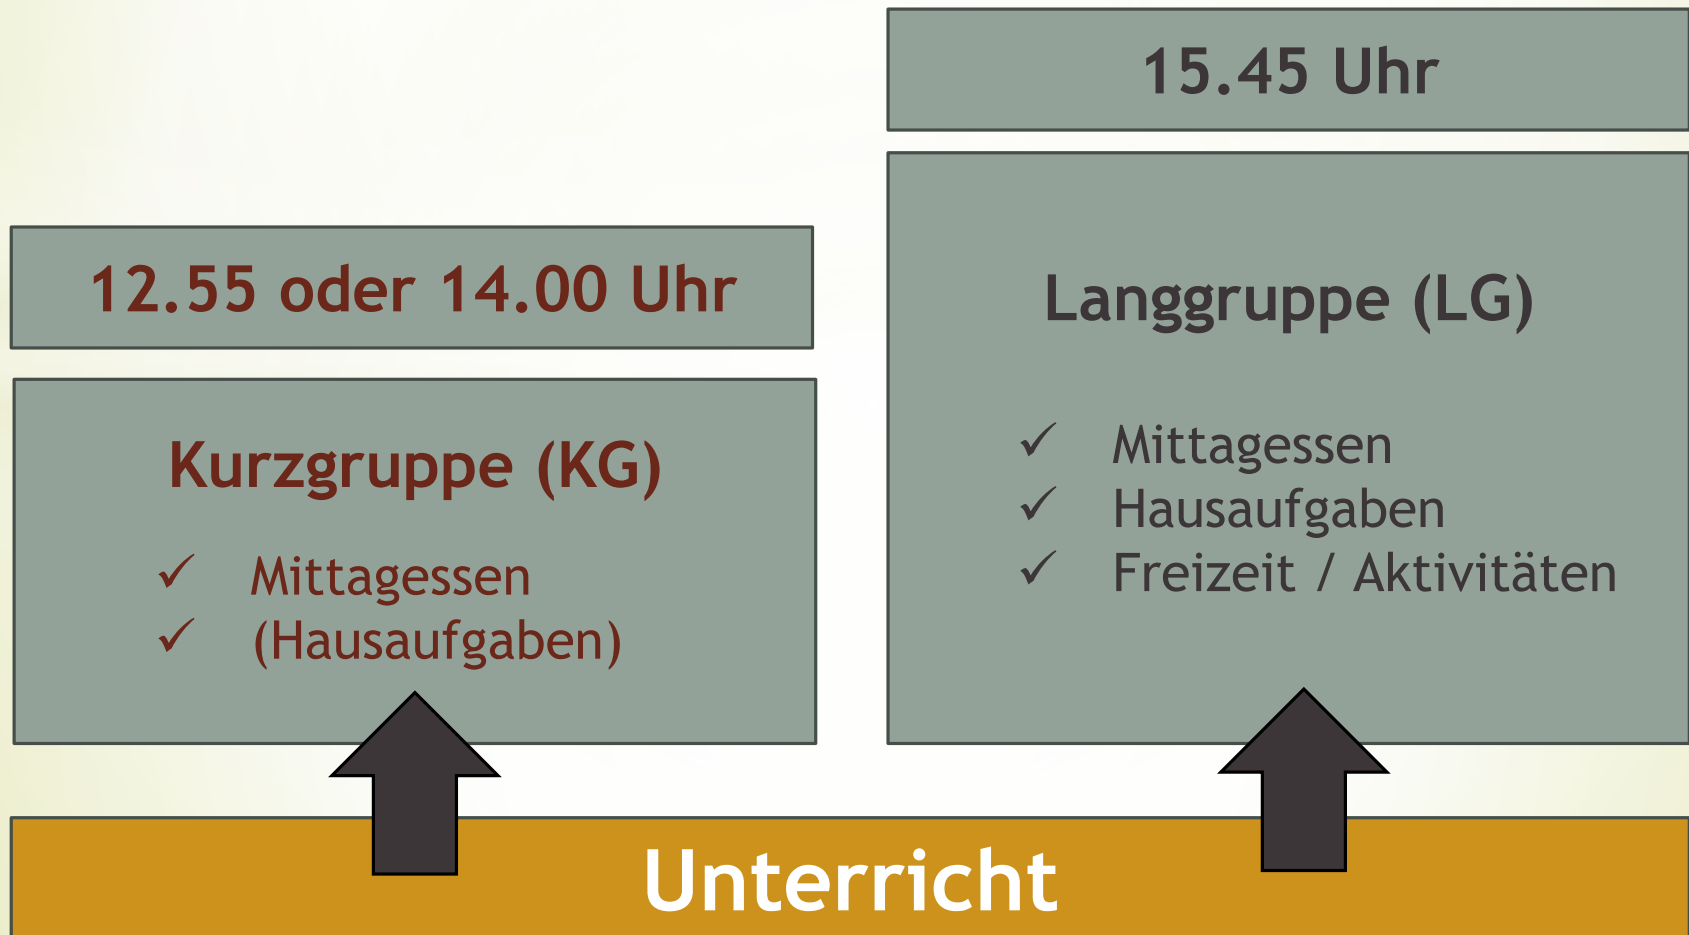 12.55 oder 14.00 Uhr
Kurzgruppe (KG)
✓ Mittagessen
✓ (Hausaufgaben)
15.45 Uhr
Langgruppe (LG)
✓ Mittagessen
✓ Hausaufgaben
✓ Freizeit / Aktivitäten
Unterricht